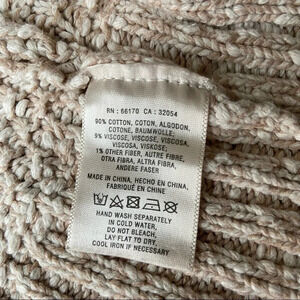 RN : 66170 CA : 32054
90% COTTON, COTON, ALGODON,
COTONE, BAUMWOLLE;
9% VISCOSE, VISCOSE, VISCOSA,
VISCOSA, VISKOSE;
1% OTHER FIBER, AUTRE FIBRE,
OTRA FIBRA, ALTRA FIBRA,
ANDERE FASER
MADE IN CHINA, HECHO EN CHINA,
FABRIQUÉ EN CHINE
HAND WASH SEPARATELY
IN COLD WATER,
DO NOT BLEACH,
LAY FLAT TO DRY,
COOL IRON IF NECESSARY